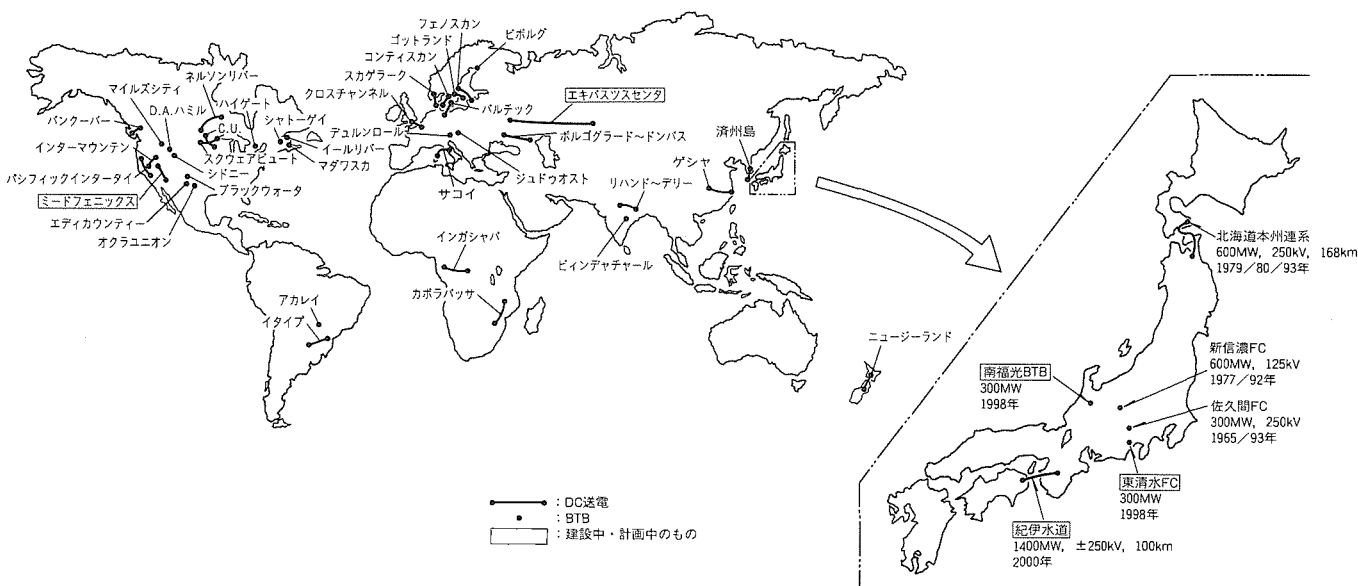 フェノスカン
ゴットランド
コンティスカン
スカゲラーク
クロスチャンネル
ビボルグ
バルチック
エキバスツスセンタ
ボルゴグラード〜ドンバス
デュルンロール
ジュドゥオスト
サコイ
ネルソンリバー
マイルズシティ
ハイゲート
D.A.ハミル
シャトーゲイ
バンクーバー
C.U.
イールリバー
マダワスカ
インターマウンテン
スクウェアビュート
シドニー
パシフィックインタータイ
ブラックウォータ
ミードフェニックス
エディカウンティー
オクラユニオン
済州島
ゲシャ
リハンド〜デリー
ビィンデャチャール
インガシャバ
カボラバッサ
アカレイ
イタイプ
ニュージーランド
北海道本州連系
600MW, 250kV, 168km
1979/80/93年
新信濃FC
600MW, 125kV
1977/92年
南福光BTB
300MW
1998年
佐久間FC
300MW, 250kV
1965/93年
東清水FC
300MW
1998年
紀伊水道
1400MW, ±250kV, 100km
2000年
：DC送電
：BTB
：建設中・計画中のもの